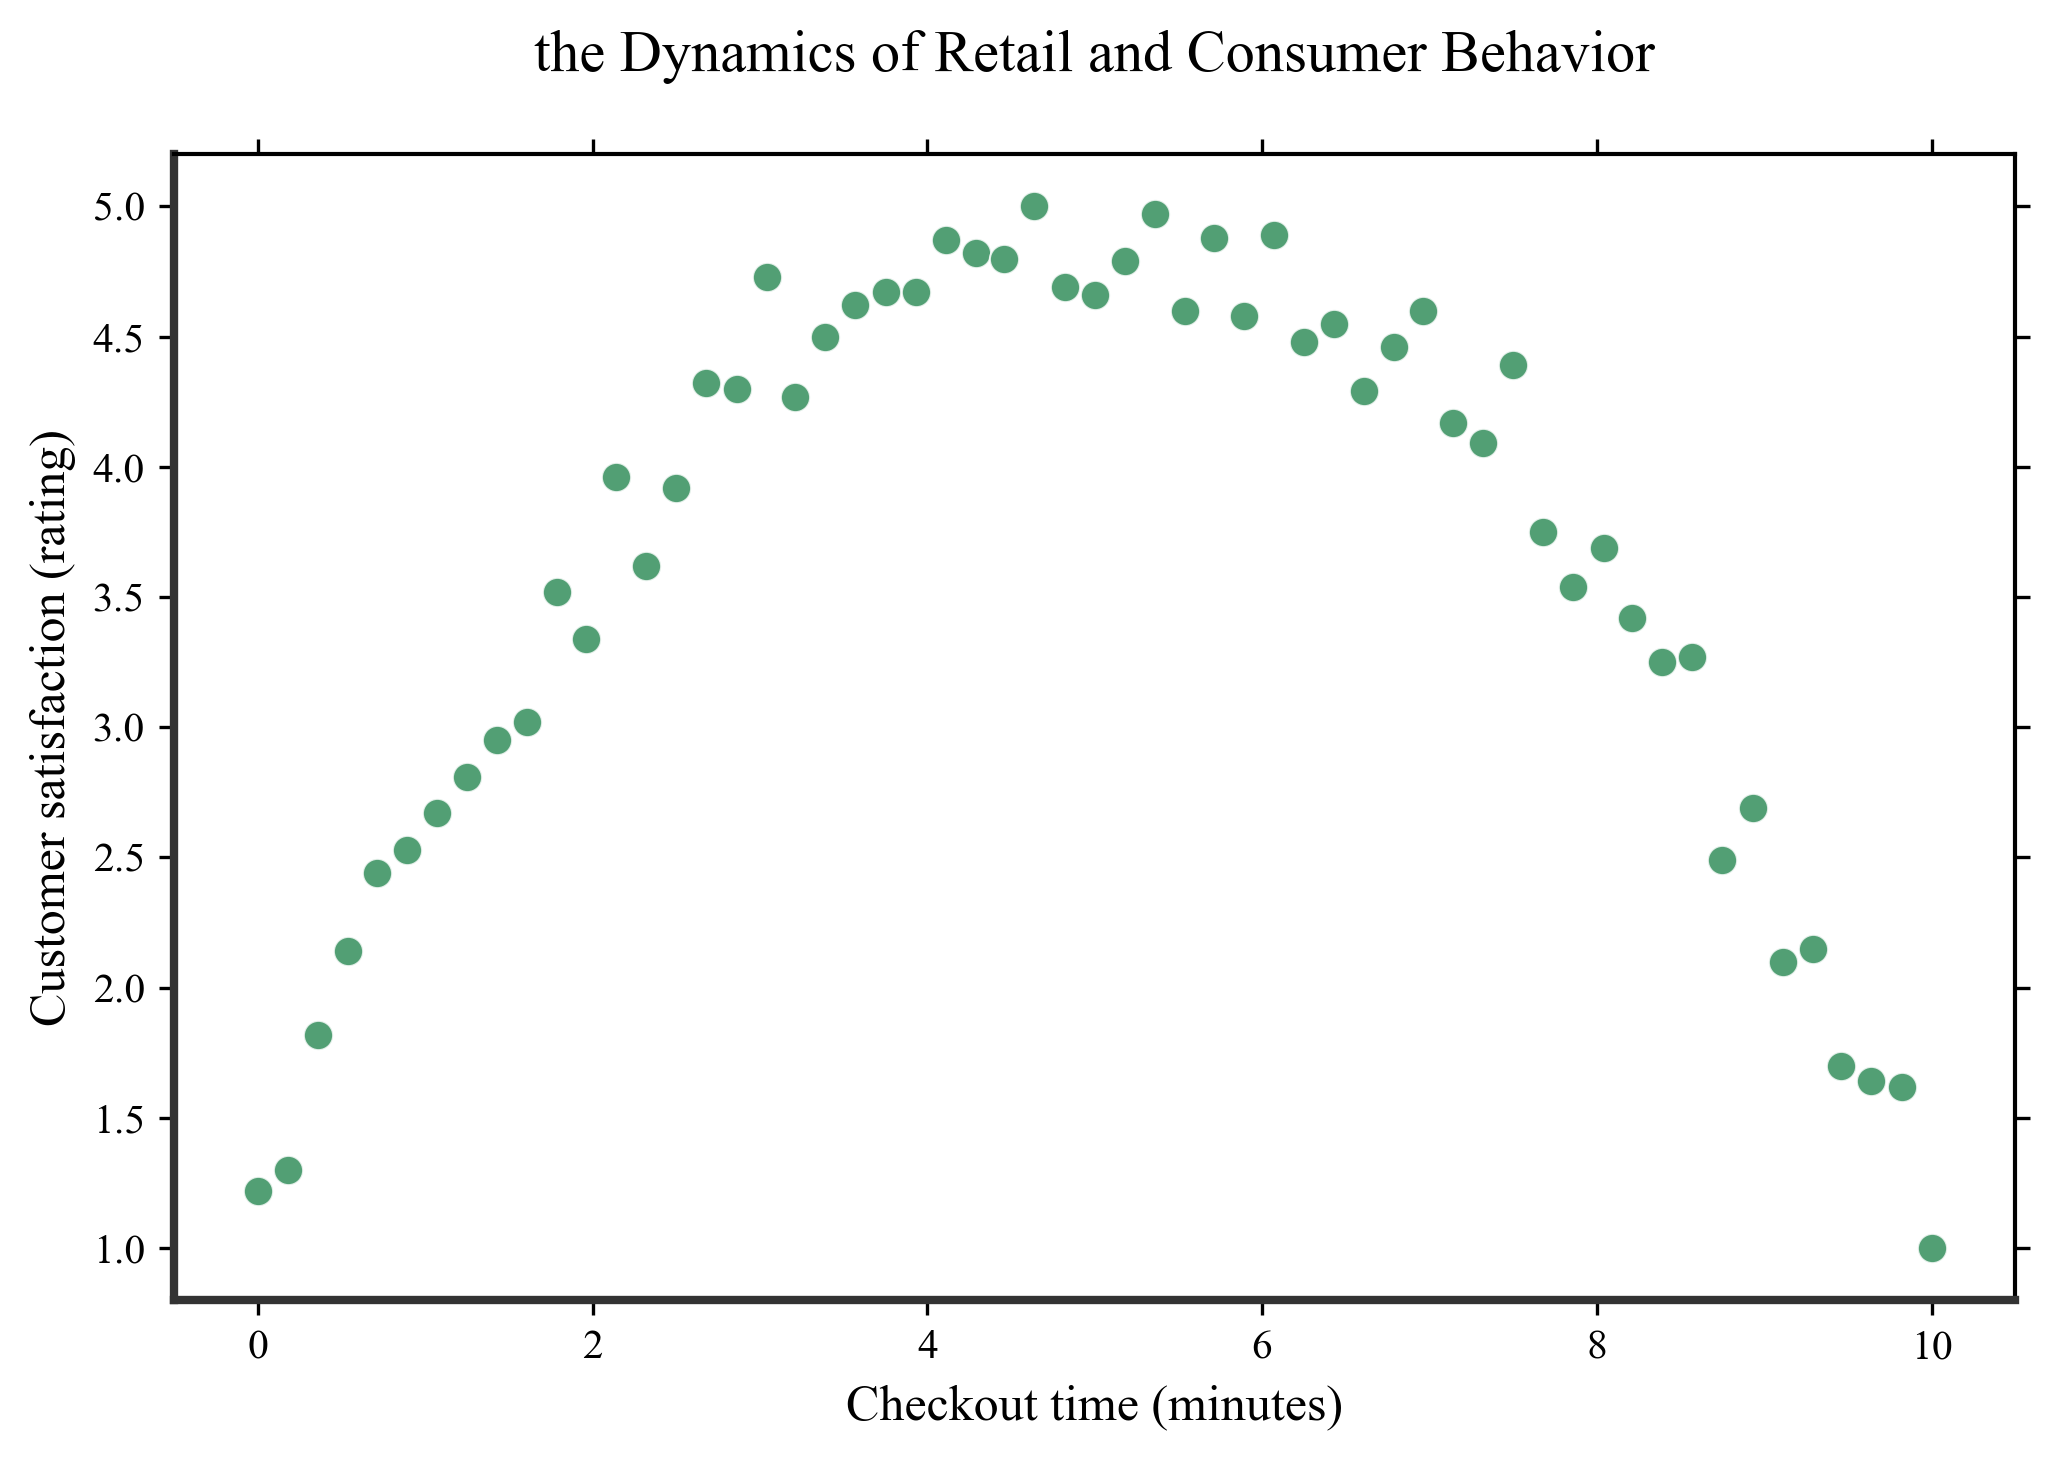 the Dynamics of Retail and Consumer Behavior
5.0
4.5
4.0
3.5
3.0
2.5
2.0
1.5
1.0
Customer satisfaction (rating)
0 2 4 6 8 10
Checkout time (minutes)